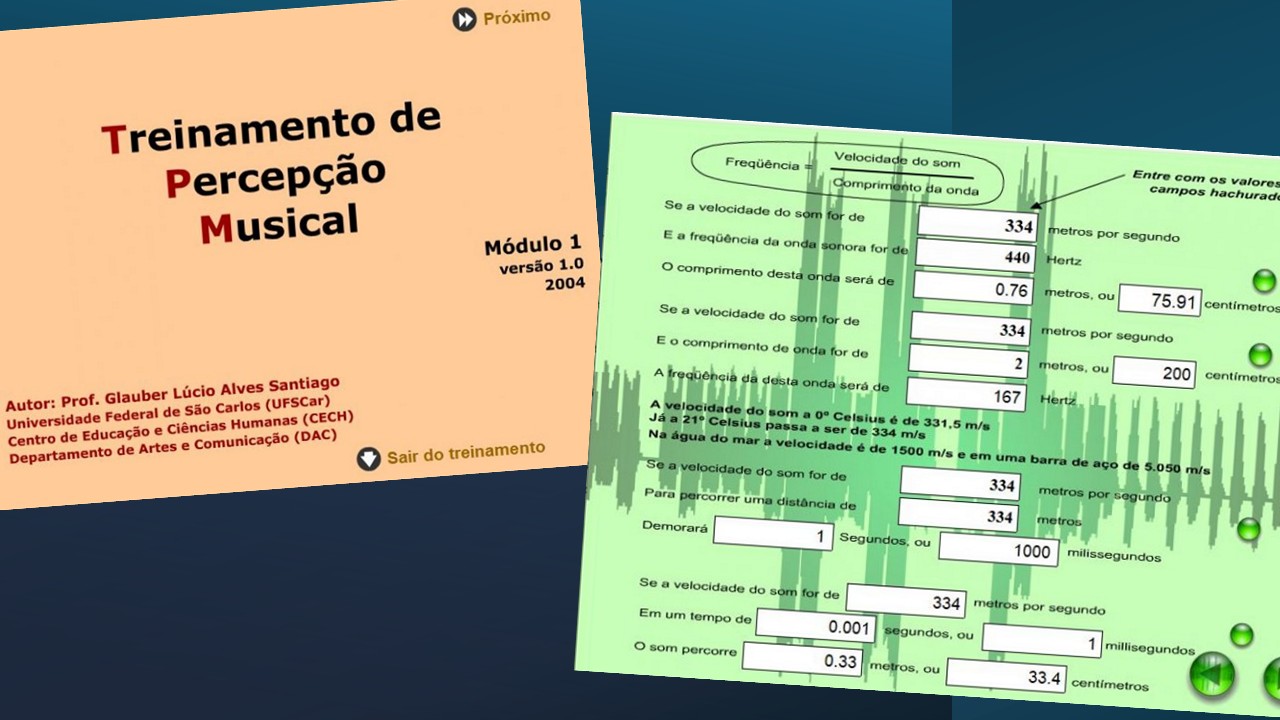 Próximo
Treinamento de
Percepção
Musical
Módulo 1
versão 1.0
2004
Autor: Prof. Glauber Lúcio Alves Santiago
Universidade Federal de São Carlos (UFSCar)
Centro de Educação e Ciências Humanas (CECH)
Departamento de Artes e Comunicação (DAC)
Sair do treinamento
Freqüência = Velocidade do som
Comprimento da onda
Entre com os valores
campos
Se a velocidade do som for de 334 metros por segundo
E a freqüência da onda sonora for de 440 Hertz
O comprimento desta onda será de 0.76 metros, ou 75.91 centímetros
Se a velocidade do som for de 334 metros por segundo
E o comprimento de onda for de 2 metros, ou 200 centímetros
A freqüência da desta onda será de 167 Hertz
A velocidade do som a 0º Celsius é de 331,5 m/s
Já a 21º Celsius passa a ser de 334 m/s
Na água do mar a velocidade é de 1500 m/s e em uma barra de aço de 5.050 m/s
Se a velocidade do som for de 334 metros por segundo
Para percorrer uma distância de 334 metros
Demorará 1 Segundos, ou 1000 milissegundos
Se a velocidade do som for de 334 metros por segundo
Em um tempo de 0.001 segundos, ou 1 millisegundos
O som percorre 0.33 metros, ou 33.4 centímetros